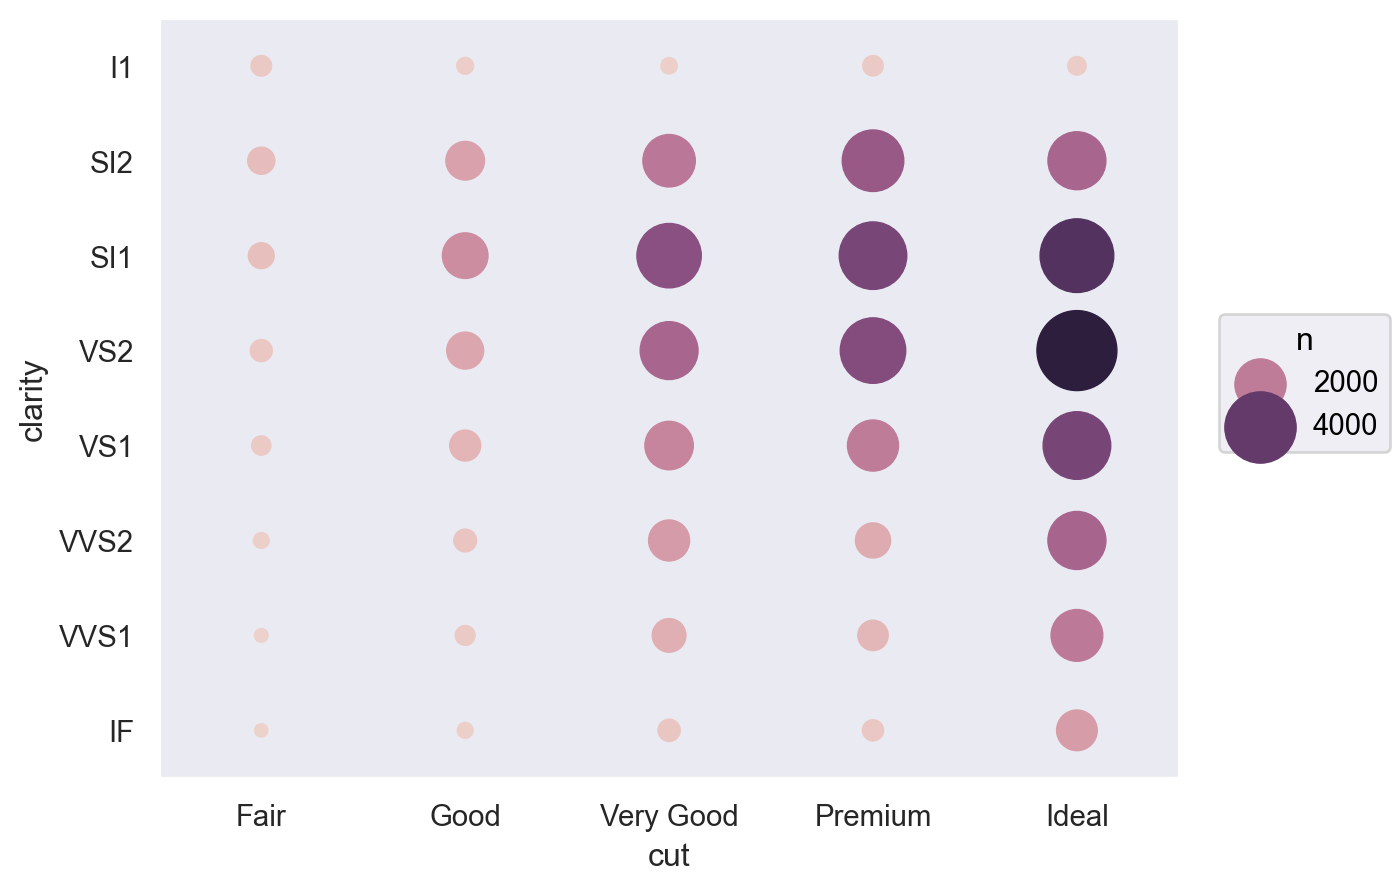 I1
SI2
SI1
VS2
VS1
VVS2
VVS1
IF
clarity
Fair Good Very Good Premium Ideal
cut
n
2000
4000